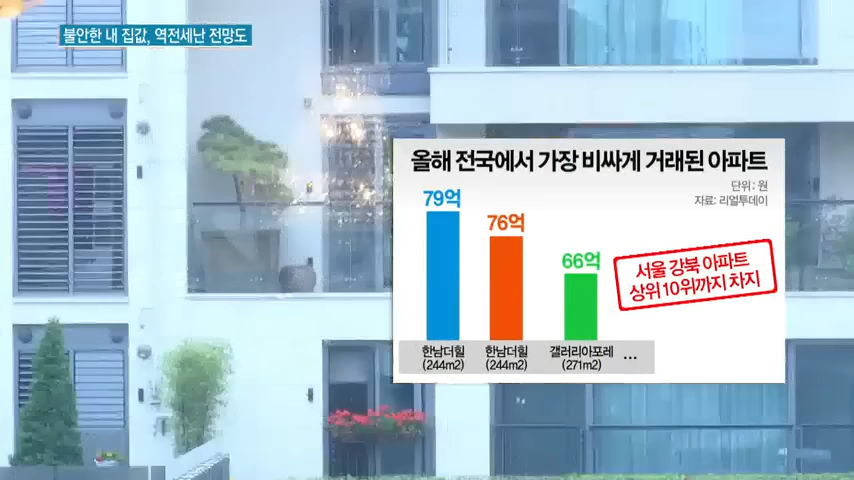 불안한 내 집값, 역전세난 전망도
올해 전국에서 가장 비싸게 거래된 아파트
단위 : 원
자료 : 리얼투데이
79억
76억
66억
서울 강북 아파트
상위 10위까지 차지
한남더힐 한남더힐 갤러리아포레 ...
(244m2) (244m2) (271m2)